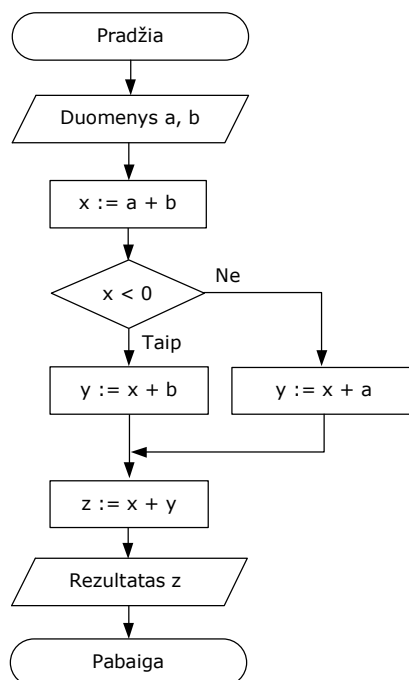 Pradžia
Duomenys a, b
x := a + b
x < 0
Ne
Taip
y := x + b
y := x + a
z := x + y
Rezultatas z
Pabaiga